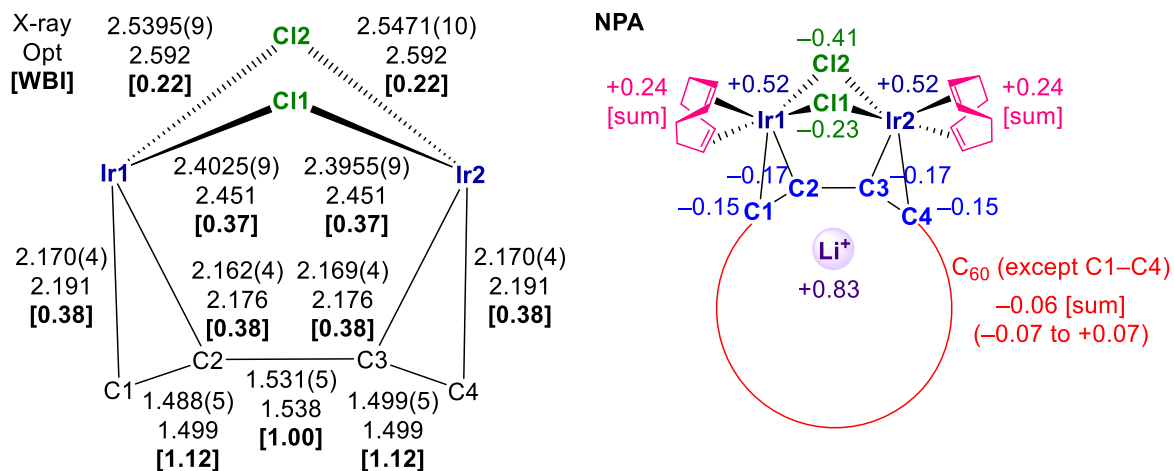 X-ray
Opt
[WBI]
2.5395(9)
2.592
[0.22]
Cl2
2.5471(10)
2.592
[0.22]
Cl1
Ir1
Ir2
2.4025(9)
2.451
[0.37]
2.3955(9)
2.451
[0.37]
2.170(4)
2.191
[0.38]
2.162(4)
2.176
[0.38]
2.169(4)
2.176
[0.38]
2.170(4)
2.191
[0.38]
C1
C2
C3
C4
1.488(5)
1.499
[1.12]
1.531(5)
1.538
[1.00]
1.499(5)
1.499
[1.12]
NPA
–0.41
Cl2
+0.24
[sum]
+0.52
+0.52
+0.24
[sum]
Ir1
Cl1
Ir2
–0.23
–0.17
C2
C3
–0.17
–0.15
C1
C4
–0.15
Li⁺
+0.83
C₆₀ (except C1–C4)
–0.06 [sum]
(–0.07 to +0.07)